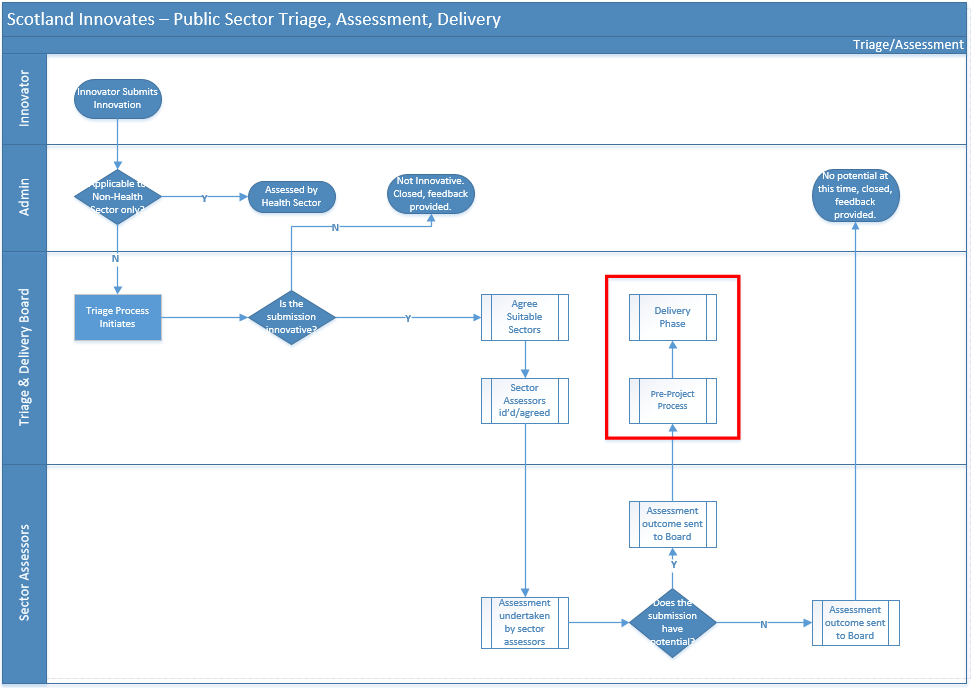 Scotland Innovates – Public Sector Triage, Assessment, Delivery
Triage/Assessment
Innovator
Innovator Submits
Innovation
Admin
Applicable to
Non-Health
Sector only?
Y
Assessed by
Health Sector
Not Innovative.
Closed, feedback
provided.
No potential at
this time, closed,
feedback
provided.
N
N
Triage & Delivery Board
Triage Process
Initiates
Is the
submission
innovative?
Y
Agree
Suitable
Sectors
Delivery
Phase
Sector
Assessors
id'd/agreed
Pre-Project
Process
Sector Assessors
Assessment
outcome sent
to Board
Y
Assessment
undertaken
by sector
assessors
Does the
submission
have
potential?
N
Assessment
outcome sent
to Board